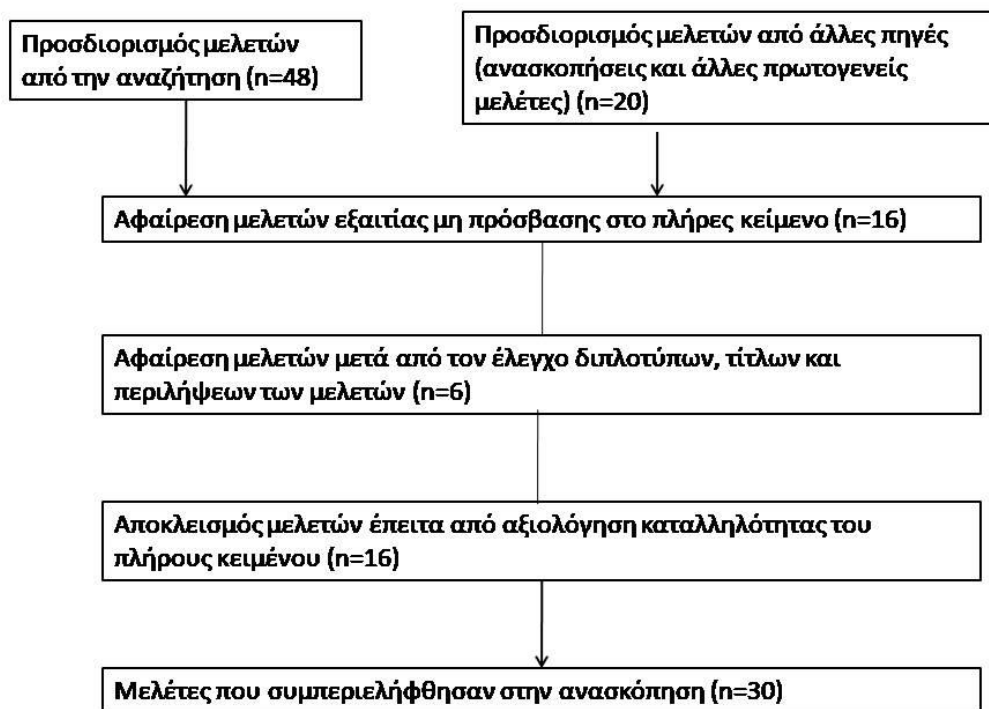 Προσδιορισμός μελετών
από την αναζήτηση (n=48)
Προσδιορισμός μελετών από άλλες πηγές
(ανασκοπήσεις και άλλες πρωτογενείς
μελέτες) (n=20)
Αφαίρεση μελετών εξαιτίας μη πρόσβασης στο πλήρες κείμενο (n=16)
Αφαίρεση μελετών μετά από τον έλεγχο διπλοτύπων, τίτλων και
περιλήψεων των μελετών (n=6)
Αποκλεισμός μελετών έπειτα από αξιολόγηση καταλληλότητας του
πλήρους κειμένου (n=16)
Μελέτες που συμπεριελήφθησαν στην ανασκόπηση (n=30)